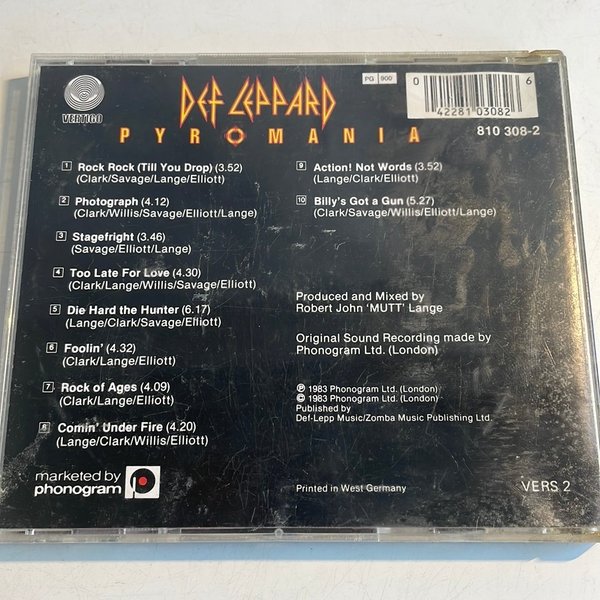 VERTIGO
DEF LEPPARD
PYROMANIA
PG 900
0 42281 03082 6
810 308-2
1 Rock Rock (Till You Drop) (3.52)
(Clark/Savage/Lange/Elliott)
2 Photograph (4.12)
(Clark/Willis/Savage/Elliott/Lange)
3 Stagefright (3.46)
(Savage/Elliott/Lange)
4 Too Late For Love (4.30)
(Clark/Lange/Willis/Savage/Elliott)
5 Die Hard the Hunter (6.17)
(Lange/Clark/Savage/Elliott)
6 Foolin' (4.32)
(Clark/Lange/Elliott)
7 Rock of Ages (4.09)
(Clark/Lange/Elliott)
8 Comin' Under Fire (4.20)
(Lange/Clark/Willis/Elliott)
9 Action! Not Words (3.52)
(Lange/Clark/Elliott)
10 Billy's Got a Gun (5.27)
(Clark/Savage/Willis/Elliott/Lange)
Produced and Mixed by
Robert John 'MUTT' Lange
Original Sound Recording made by
Phonogram Ltd. (London)
℗ 1983 Phonogram Ltd. (London)
© 1983 Phonogram Ltd. (London)
Published by
Def-Lepp Music/Zomba Music Publishing Ltd.
marketed by
phonogram
Printed in West Germany
VERS 2